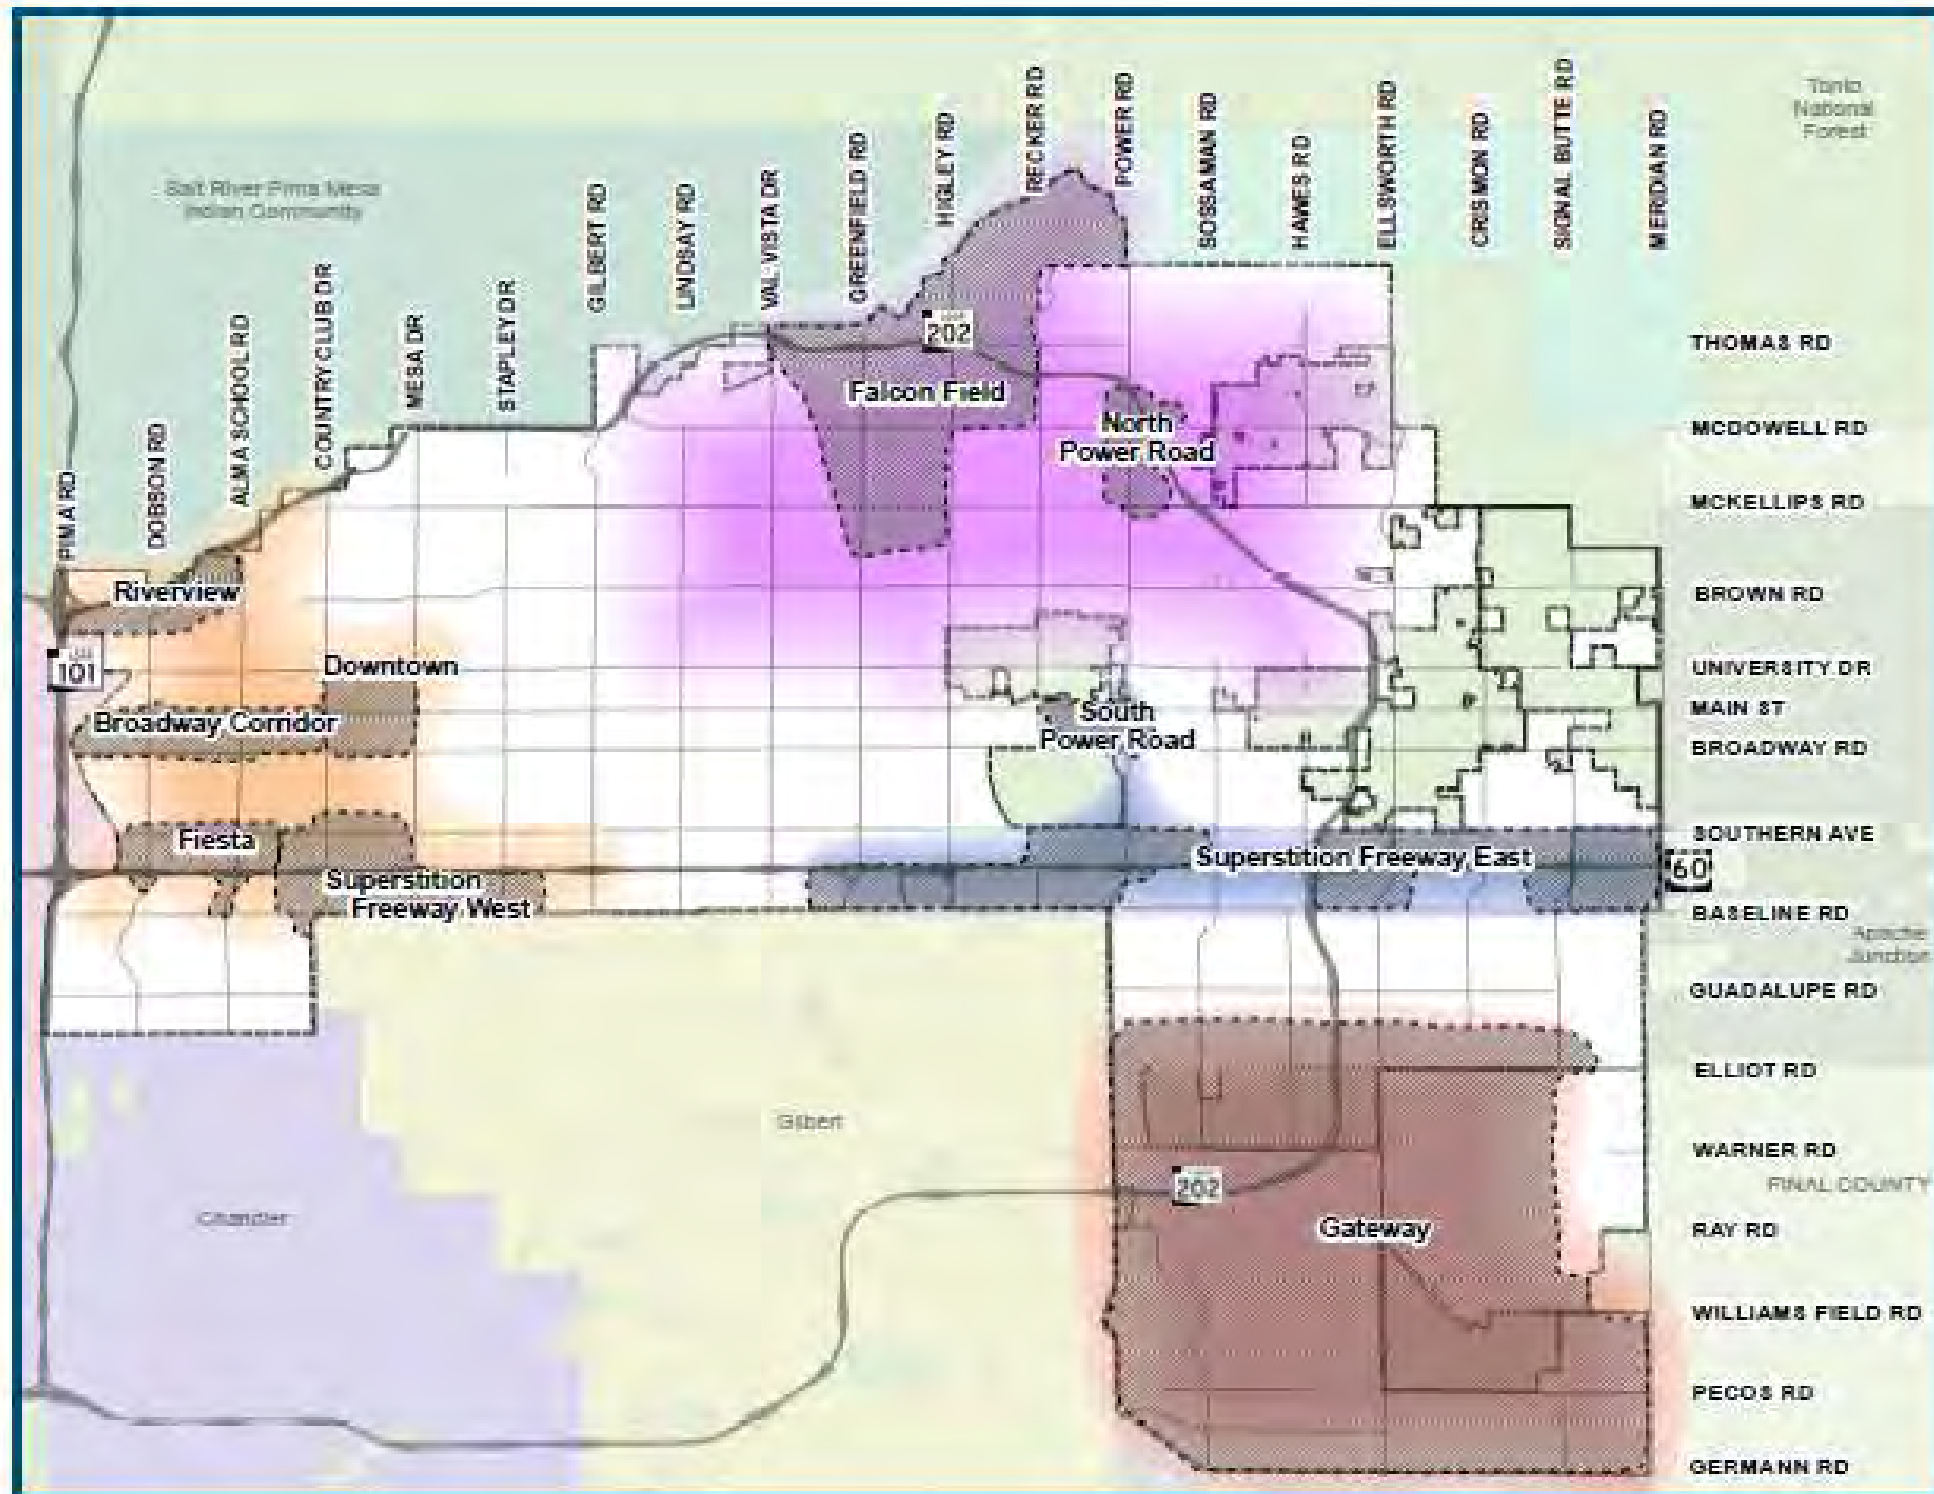 Tonto
National
Forest
Salt River Pima Mesa
Indian Community
PIMA RD
DOBSON RD
ALMA SCHOOL RD
COUNTRY CLUB DR
MESA DR
STAPLEY DR
GILBERT RD
LINDSAY RD
VAL VISTA DR
GREENFIELD RD
HIGLEY RD
RECKER RD
POWER RD
SOSSAMAN RD
HAWES RD
ELLSWORTH RD
CRISMON RD
SIGNAL BUTTE RD
MERIDIAN RD
202
THOMAS RD
Falcon Field
North
Power Road
MCDOWELL RD
MCKELLIPS RD
Riverview
BROWN RD
101
Downtown
UNIVERSITY DR
Broadway Corridor
South
Power Road
MAIN ST
BROADWAY RD
Fiesta
SOUTHERN AVE
Superstition Freeway East
60
Superstition
Freeway West
BASELINE RD
Apache
Junction
GUADALUPE RD
ELLIOT RD
Gilbert
WARNER RD
202
PINAL COUNTY
Chandler
Gateway
RAY RD
WILLIAMS FIELD RD
PECOS RD
GERMANN RD